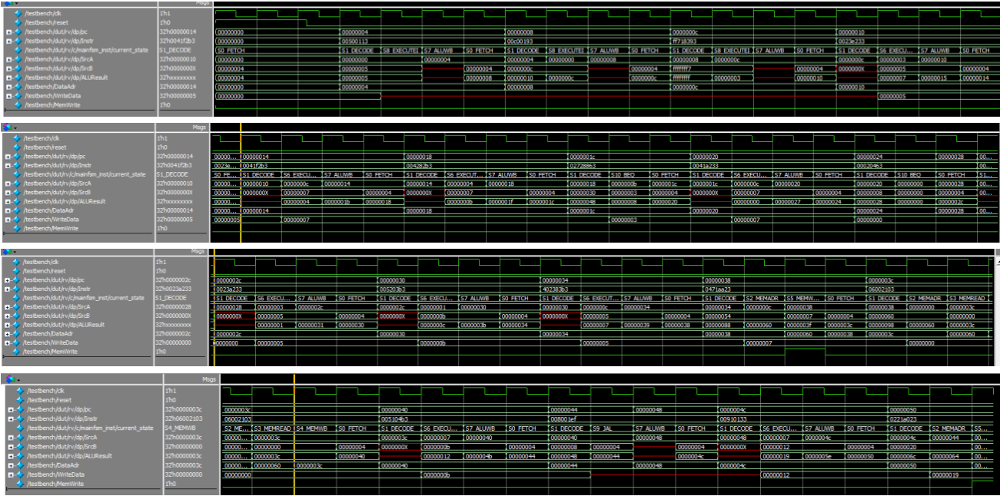 Msgs
/testbench/clk 1'h1
/testbench/reset 1'h0
/testbench/dut/rv/dp/pc 32'h00000014 00000000 00000004 00000008 0000000c 00000010
/testbench/dut/rv/dp/Instr 32'h0041f2b3 00000000 00500113 00c00193 ff718393 0023e233
/testbench/dut/rv/c/mainfsm_inst/current_state S1_DECODE S0_FETCH S1_DECODE S8_EXECUTEI S7_ALUWB S0_FETCH S1_DECODE S8_EXECUTEI S7_ALUWB S0_FETCH S1_DECODE S8_EXECUTEI S7_ALUWB S0_FETCH S1_DECODE S6_EXECU... S7_ALUWB S0_FETCH
/testbench/dut/rv/dp/SrcA 32'h00000010 00000000 00000000 00000004 00000004 00000000 00000008 00000008 0000000c 0000000c 00000003 00000010
/testbench/dut/rv/dp/SrcB 32'h0000000X 00000004 00000005 00000004 0000000c 00000004 fffffff7 00000004 0000000X 00000005 00000004
/testbench/dut/rv/dp/ALUResult 32'hxxxxxxxx 00000004 00000005 00000008 00000010 0000000c 0000000c ffffffff 00000003 00000010 00000007 00000015 00000014
/testbench/DataAdr 32'h00000014 00000000 00000004 00000008 0000000c 00000010
/testbench/WriteData 32'h00000005 00000000 00000005
/testbench/MemWrite 1'h0
Msgs
/testbench/clk 1'h1
/testbench/reset 1'h0
/testbench/dut/rv/dp/pc 32'h00000014 00000... 00000014 00000018 0000001c 00000020 00000024 00000028 00...
/testbench/dut/rv/dp/Instr 32'h0041f2b3 0023e... 0041f2b3 004282b3 02728863 0041a233 00020463 00...
/testbench/dut/rv/c/mainfsm_inst/current_state S1_DECODE S0_FE... S1_DECODE S6_EXECU... S7_ALUWB S0_FETCH S1_DECODE S6_EXECUT... S7_ALUWB S0_FETCH S1_DECODE S10_BEQ S0_FETCH S1_DECODE S6_EXECUT... S7_ALUWB S0_FETCH S1_DECODE S10_BEQ S0_FETCH S1...
/testbench/dut/rv/dp/SrcA 32'h00000010 00000... 00000010 0000000c 00000014 00000014 00000004 00000018 00000018 0000000b 0000001c 0000001c 0000000c 00000020 00000020 00000000 00000028 00...
/testbench/dut/rv/dp/SrcB 32'h0000000X 00000... 0000000X 00000007 00000004 0000000X 00000007 00000004 00000030 00000003 00000004 0000000X 00000007 00000004 00000008 00000000 00000004 00...
/testbench/dut/rv/dp/ALUResult 32'hxxxxxxxx 00000... 00000004 0000001b 00000018 0000000b 0000001f 0000001c 00000048 00000008 00000020 00000000 00000027 00000024 00000028 00000000 0000002c
/testbench/DataAdr 32'h00000014 00000... 00000014 00000018 0000001c 00000020 00000024 00000028 00...
/testbench/WriteData 32'h00000005 00000005 00000007 00000003 00000007 00000000
/testbench/MemWrite 1'h0
Msgs
/testbench/clk 1'h1
/testbench/reset 1'h0
/testbench/dut/rv/dp/pc 32'h0000002c 0000002c 00000030 00000034 00000038 0000003c
/testbench/dut/rv/dp/Instr 32'h0023a233 0023a233 005203b3 402383b3 0471aa23 06002103
/testbench/dut/rv/c/mainfsm_inst/current_state S1_DECODE S1_DECODE S6_EXECU... S7_ALUWB S0_FETCH S1_DECODE S6_EXECU... S7_ALUWB S0_FETCH S1_DECODE S6_EXECUT... S7_ALUWB S0_FETCH S1_DECODE S2_MEMADR S5_MEMW... S0_FETCH S1_DECODE S2_MEMADR S3_MEMREAD
/testbench/dut/rv/dp/SrcA 32'h00000028 00000028 00000003 0000002c 0000002c 00000001 00000030 00000030 0000000c 00000034 00000034 0000000c 00000038 00000038 00000000 0000003c
/testbench/dut/rv/dp/SrcB 32'h0000000X 0000000X 00000005 00000004 0000000X 0000000b 00000004 0000000X 00000005 00000004 00000054 00000007 00000004 00000060 00000000
/testbench/dut/rv/dp/ALUResult 32'hxxxxxxxx 00000001 00000031 00000030 0000000c 0000003b 00000034 00000007 00000039 00000038 00000088 00000060 0000003f 0000003c 00000098 00000060 0000003c
/testbench/DataAdr 32'h0000002c 0000002c 00000030 00000034 00000038 00000060 00000038 0000003c 00000060
/testbench/WriteData 32'h00000000 00000000 00000005 0000000b 00000005 00000007 00000000
/testbench/MemWrite 1'h0
Msgs
/testbench/clk 1'h1
/testbench/reset 1'h0
/testbench/dut/rv/dp/pc 32'h0000003c 0000003c 00000040 00000044 00000048 0000004c 00000050
/testbench/dut/rv/dp/Instr 32'h06002103 06002103 005104b3 008001ef 00910133 0221a023
/testbench/dut/rv/c/mainfsm_inst/current_state S4_MEMWB S2_ME... S3_MEMREAD S4_MEMWB S0_FETCH S1_DECODE S6_EXECU... S7_ALUWB S0_FETCH S1_DECODE S9_JAL S7_ALUWB S0_FETCH S1_DECODE S6_EXECU... S7_ALUWB S0_FETCH S1_DECODE S2_MEMADR S5...
/testbench/dut/rv/dp/SrcA 32'h0000003c 00000... 0000003c 0000003c 00000007 00000040 00000040 00000048 00000048 00000007 0000004c 0000004c 00000044 00...
/testbench/dut/rv/dp/SrcB 32'h00000000 00000... 00000000 00000004 0000000X 0000000b 00000004 00000008 00000004 00000004 0000000X 00000012 00000004 00000020 00...
/testbench/dut/rv/dp/ALUResult 32'h0000003c 00000... 0000003c 00000040 00000012 0000004b 00000044 00000048 00000044 0000004c 00000019 0000005e 00000050 0000006c 00000064 00...
/testbench/DataAdr 32'h0000003c 00000... 00000060 0000003c 00000040 00000044 00000048 0000004c 00000050 00...
/testbench/WriteData 32'h00000000 00000000 0000000b 00000012 00000019
/testbench/MemWrite 1'h0